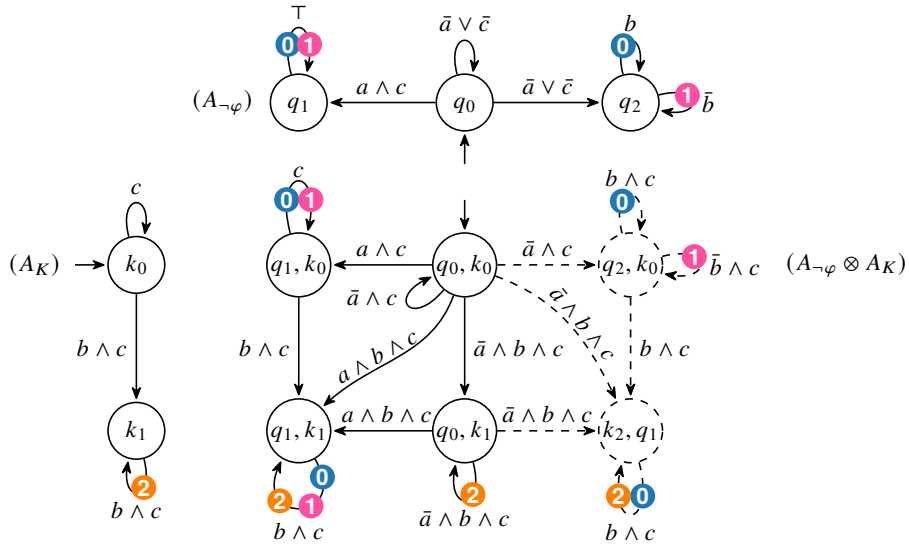 ⊤
0 1
ā ∨ c̄
b
0
(A¬φ)
q1
a ∧ c
q0
ā ∨ c̄
q2
1
b̄
c
c
0 1
b ∧ c
0
(AK)
k0
q1, k0
a ∧ c
q0, k0
ā ∧ c
q2, k0
1
b̄ ∧ c
(A¬φ ⊗ AK)
ā ∧ c
b ∧ c
b ∧ c
a ∧ b ∧ c
ā ∧ b ∧ c
ā ∧ b ∧ c
b ∧ c
k1
q1, k1
a ∧ b ∧ c
q0, k1
ā ∧ b ∧ c
k2, q1
2
b ∧ c
2 1 0
b ∧ c
2
ā ∧ b ∧ c
2 0
b ∧ c